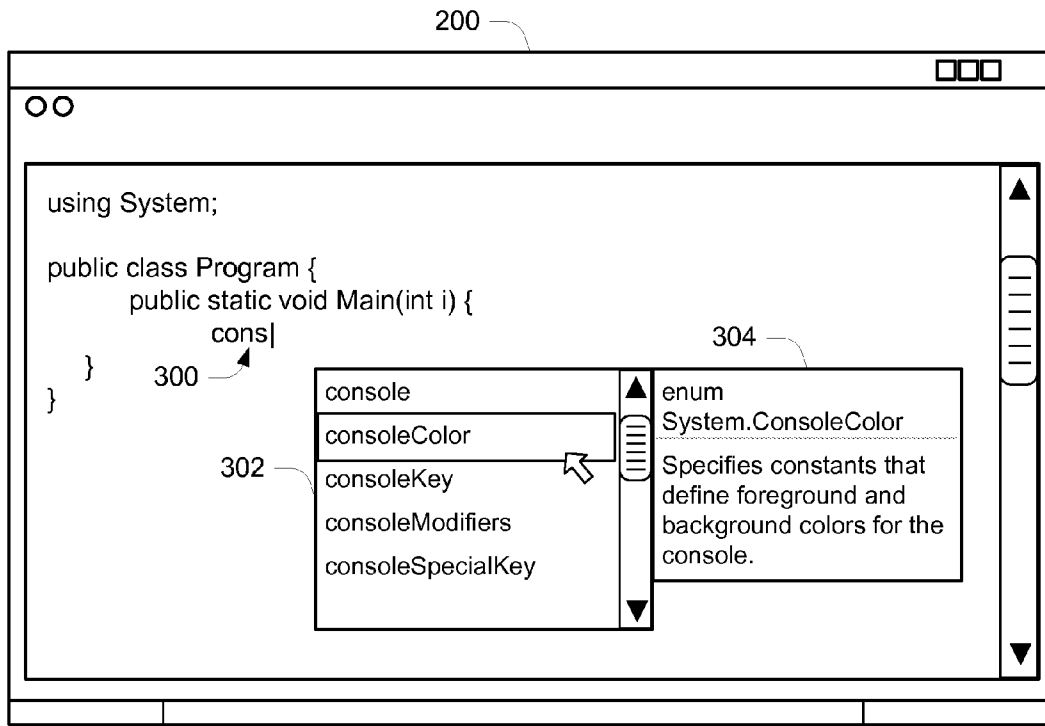 200
using System;
public class Program {
public static void Main(int i) {
cons|
}
300
}
302
console
consoleColor
consoleKey
consoleModifiers
consoleSpecialKey
304
enum
System.ConsoleColor
Specifies constants that
define foreground and
background colors for the
console.